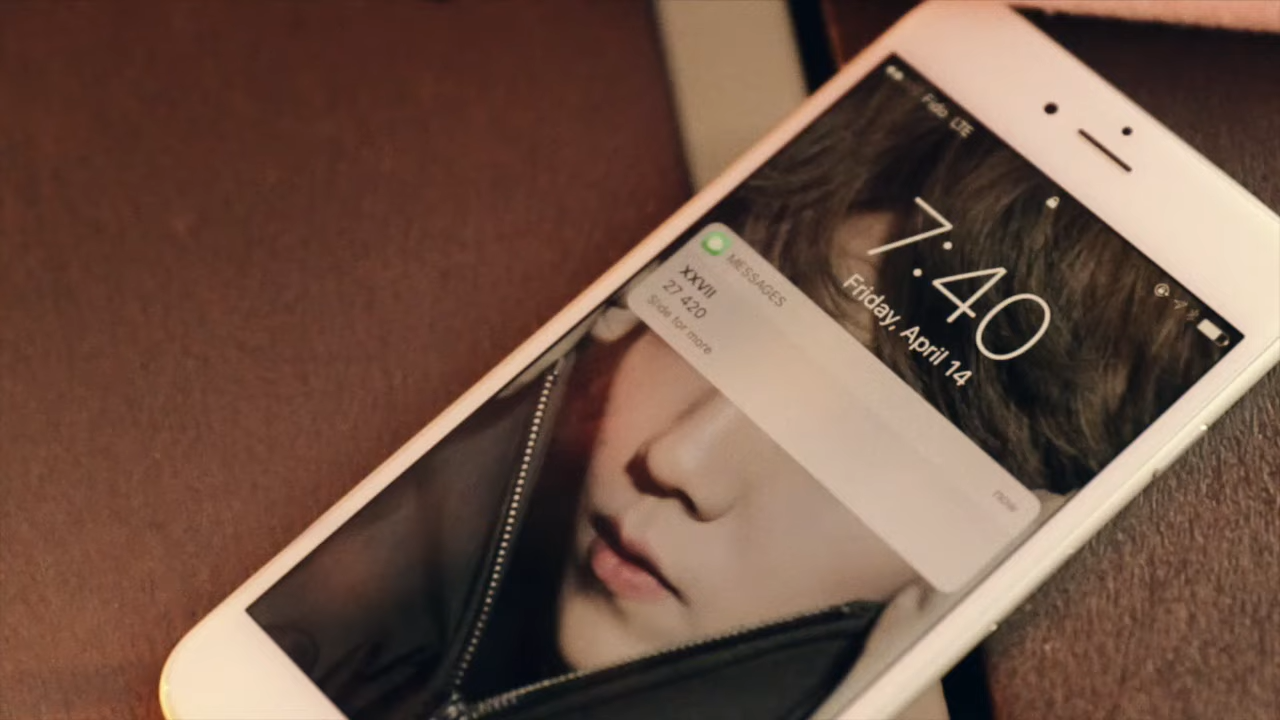 Fido LTE
7:40
Friday, April 14
MESSAGES
now
XXVII
27 420
Slide for more